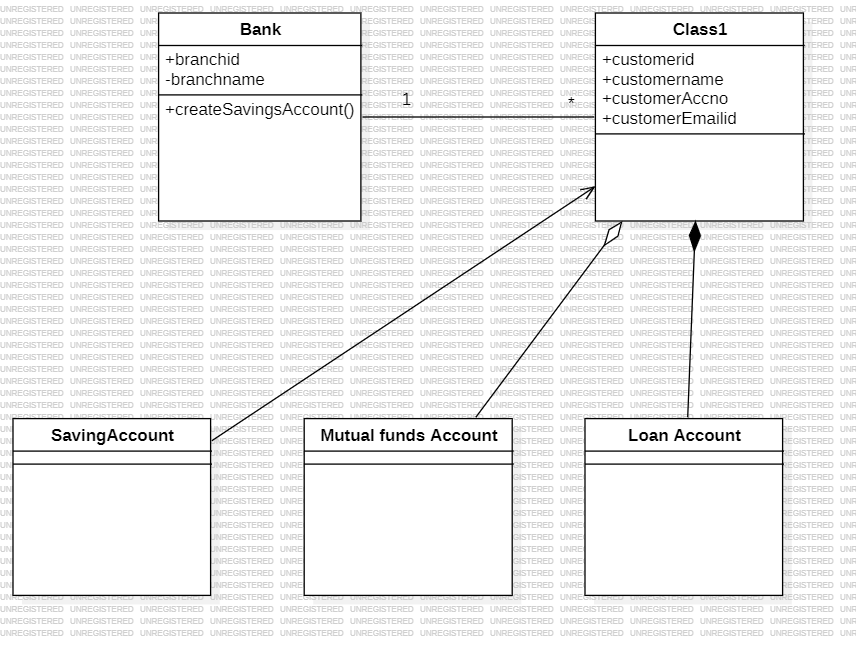 Bank
+branchid
-branchname
+createSavingsAccount()
1
*
Class1
+customerid
+customername
+customerAccno
+customerEmailid
SavingAccount
Mutual funds Account
Loan Account
UNREGISTERED